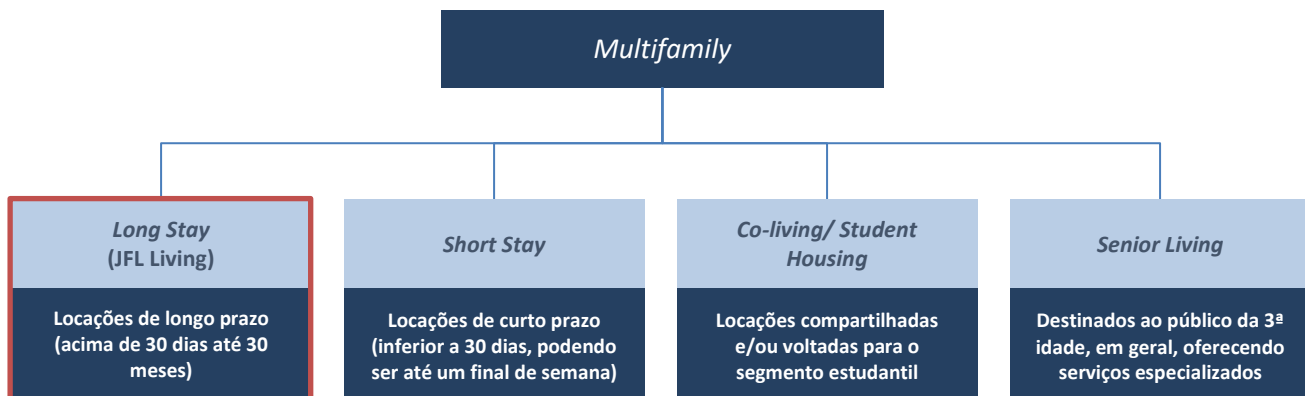 Multifamily
Long Stay
(JFL Living)
Locações de longo prazo
(acima de 30 dias até 30
meses)
Short Stay
Locações de curto prazo
(inferior a 30 dias, podendo
ser até um final de semana)
Co-living/ Student
Housing
Locações compartilhadas
e/ou voltadas para o
segmento estudantil
Senior Living
Destinados ao público da 3ª
idade, em geral, oferecendo
serviços especializados